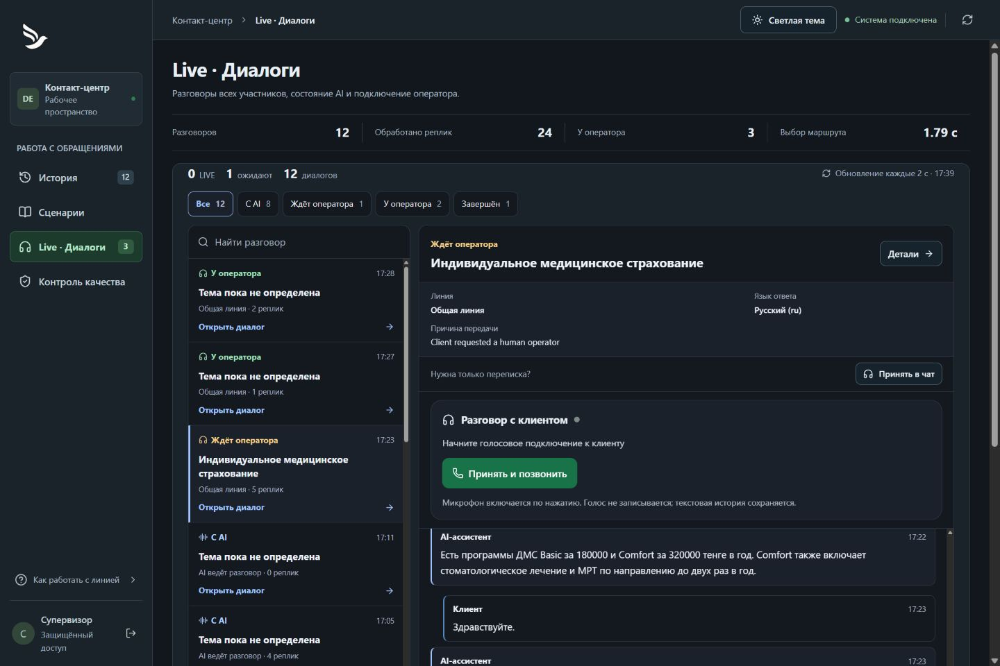 Контакт-центр > Live · Диалоги
Светлая тема
Система подключена
DE
Контакт-центр
Рабочее
пространство
РАБОТА С ОБРАЩЕНИЯМИ
История 12
Сценарии
Live · Диалоги 3
Контроль качества
Как работать с линией
С
Супервизор
Защищённый
доступ
Live · Диалоги
Разговоры всех участников, состояние AI и подключение оператора.
Разговоров 12
Обработано реплик 24
У оператора 3
Выбор маршрута 1.79 с
0 LIVE 1 ожидают 12 диалогов
Обновление каждые 2 с · 17:39
Все 12
С AI 8
Ждёт оператора 1
У оператора 2
Завершён 1
Найти разговор
У оператора 17:28
Тема пока не определена
Общая линия · 2 реплик
Открыть диалог
У оператора 17:27
Тема пока не определена
Общая линия · 1 реплик
Открыть диалог
Ждёт оператора 17:23
Индивидуальное медицинское
страхование
Общая линия · 5 реплик
Открыть диалог
С AI 17:11
Тема пока не определена
AI ведёт разговор · 0 реплик
Открыть диалог
С AI 17:05
Тема пока не определена
AI ведёт разговор · 4 реплик
Ждёт оператора
Индивидуальное медицинское страхование
Детали
Линия
Общая линия
Язык ответа
Русский (ru)
Причина передачи
Client requested a human operator
Нужна только переписка?
Принять в чат
Разговор с клиентом
Начните голосовое подключение к клиенту
Принять и позвонить
Микрофон включается по нажатию. Голос не записывается; текстовая история сохраняется.
AI-ассистент 17:22
Есть программы ДМС Basic за 180000 и Comfort за 320000 тенге в год. Comfort также включает
стоматологическое лечение и МРТ по направлению до двух раз в год.
Клиент 17:23
Здравствуйте.
AI-ассистент 17:23